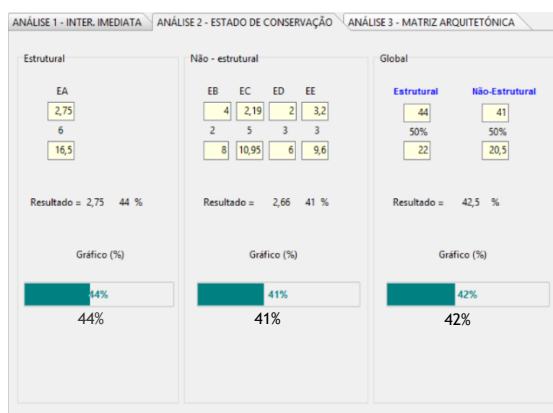 ANÁLISE 1 - INTER. IMEDIATA
ANÁLISE 2 - ESTADO DE CONSERVAÇÃO
ANÁLISE 3 - MATRIZ ARQUITETÓNICA
Estrutural
EA
2,75
6
16,5
Resultado = 2,75 44 %
Gráfico (%)
44%
44%
Não - estrutural
EB EC ED EE
4 2,19 2 3,2
2 5 3 3
8 10,95 6 9,6
Resultado = 2,66 41 %
Gráfico (%)
41%
41%
Global
Estrutural Não-Estrutural
44 41
50% 50%
22 20,5
Resultado = 42,5 %
Gráfico (%)
42%
42%